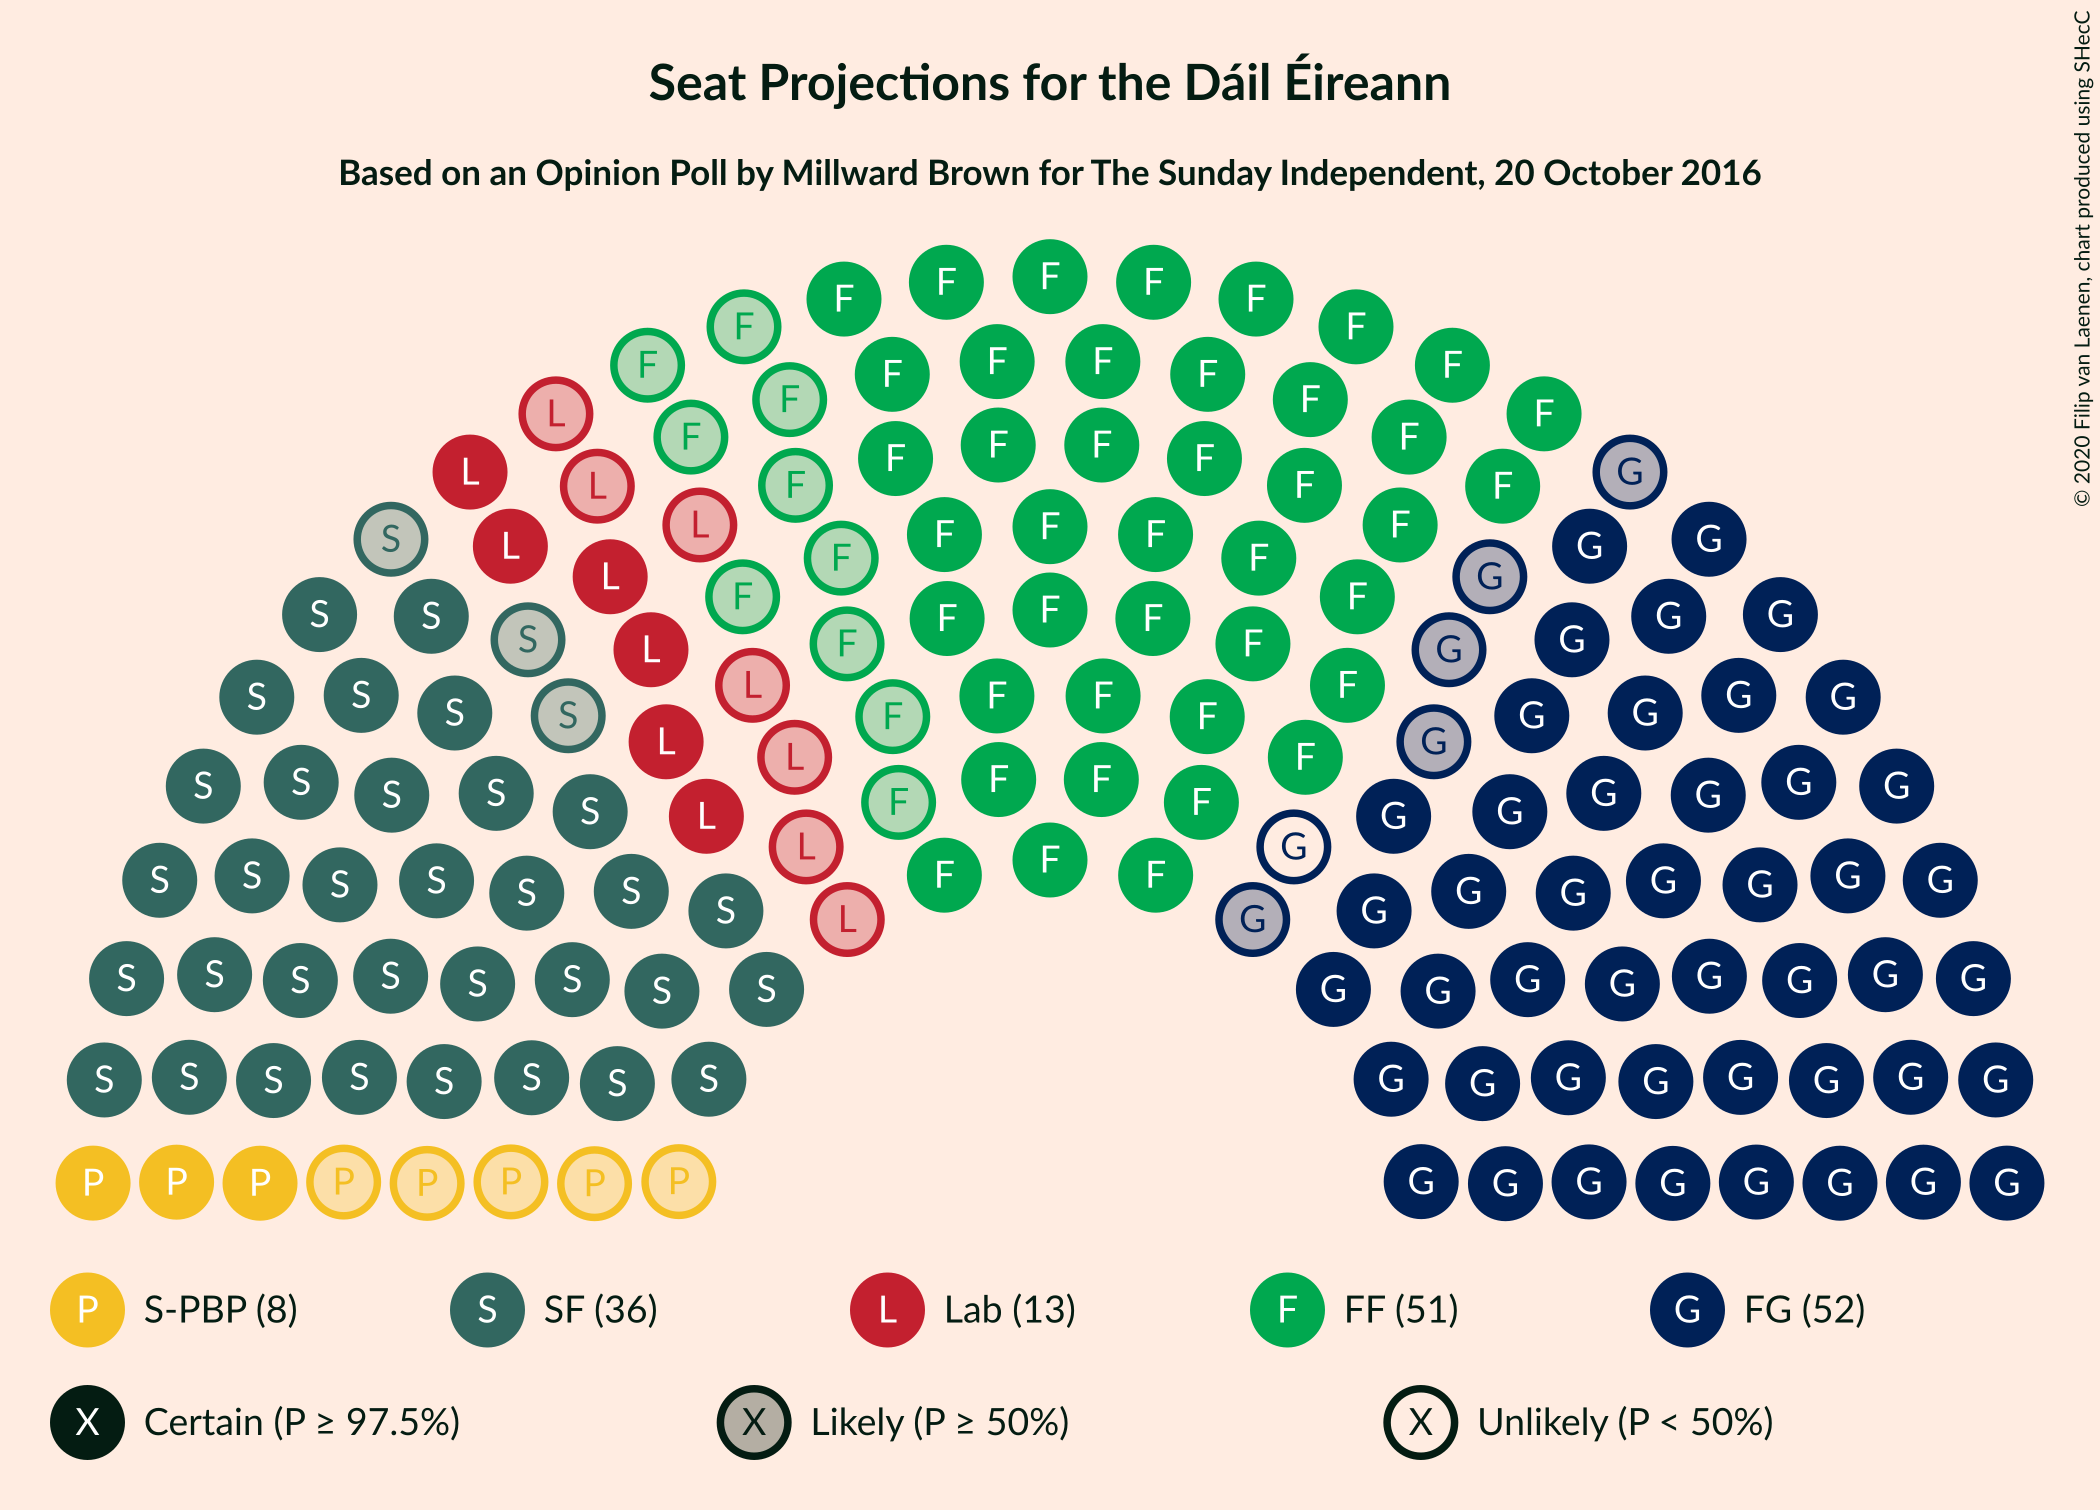 Seat Projections for the Dáil Éireann
Based on an Opinion Poll by Millward Brown for The Sunday Independent, 20 October 2016
© 2020 Filip van Laenen, chart produced using SHecC
F F F F F
F F
F F F F F F
L F F F
F F F F
L L F F F F F G
S L L F F F F F F G G
L F F G
S S S L F F F F F G G G G
S S S S L F F F F F G G G G
L L F G
S S S S S L F F F F G G G G G G
L G
S S S S S S S L F F F G G G G G G G G
S S S S S S S S G G G G G G G G
S S S S S S S S G G G G G G G G
P P P P P P P P G G G G G G G G
P S-PBP (8) S SF (36) L Lab (13) F FF (51) G FG (52)
X Certain (P ≥ 97.5%) X Likely (P ≥ 50%) X Unlikely (P < 50%)